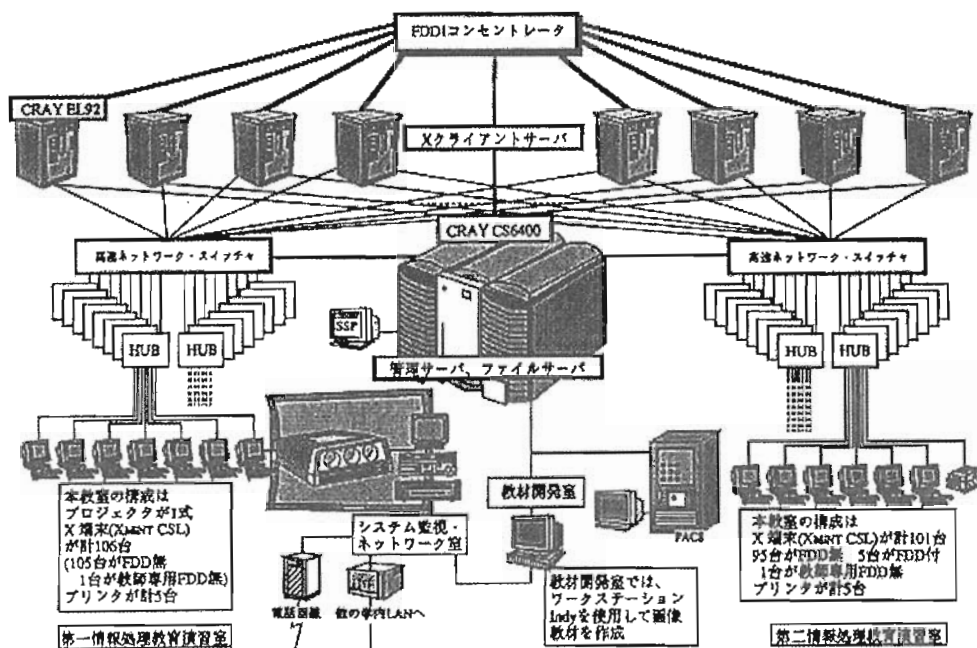 FDDIコンセントレータ
CRAY EL92
Xクライアントサーバ
CRAY CS6400
高速ネットワーク・スイッチャ
高速ネットワーク・スイッチャ
SSP
HUB
HUB
HUB
HUB
管理サーバ、ファイルサーバ
本教室の構成は
プロジェクタが1式
X 端末(XMINT CSL)
が計106台
(105台がFDD無
1台が教師専用FDD無)
プリンタが計5台
システム監視・
ネットワーク室
教材開発室
PACS
本教室の構成は
X 端末(XMINT CSL)が計101台
95台がFDD無 5台がFDD付
1台が教師専用FDD無
プリンタが計5台
電話回線
他の学内LANへ
教材開発室では、
ワークステーション
Indyを使用して画像
教材を作成
第一情報処理教育演習室
第二情報処理教育演習室